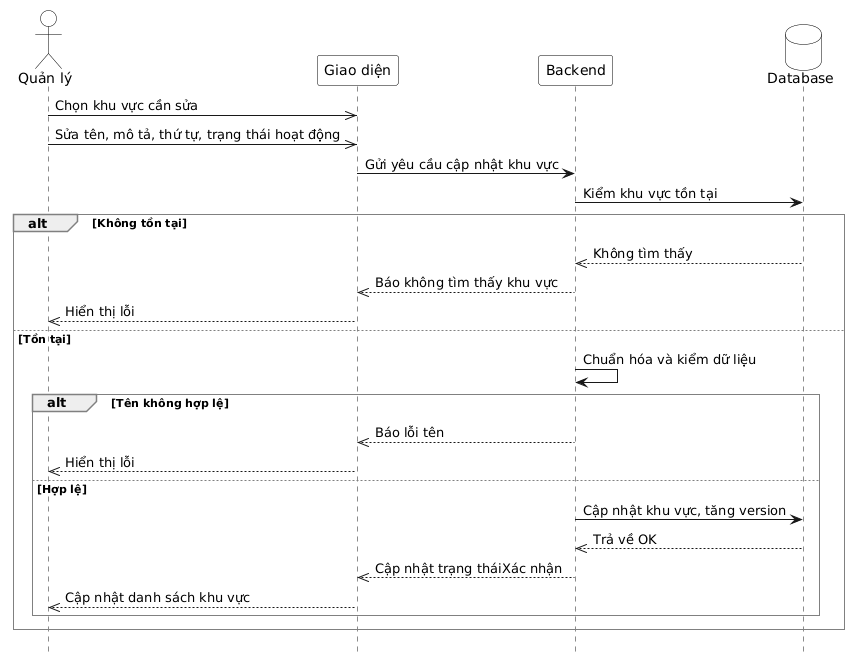 Quản lý
Giao diện
Backend
Database
Chọn khu vực cần sửa
Sửa tên, mô tả, thứ tự, trạng thái hoạt động
Gửi yêu cầu cập nhật khu vực
Kiểm khu vực tồn tại
alt [Không tồn tại]
Không tìm thấy
Báo không tìm thấy khu vực
Hiển thị lỗi
[Tồn tại]
Chuẩn hóa và kiểm dữ liệu
alt [Tên không hợp lệ]
Báo lỗi tên
Hiển thị lỗi
[Hợp lệ]
Cập nhật khu vực, tăng version
Trả về OK
Cập nhật trạng tháiXác nhận
Cập nhật danh sách khu vực